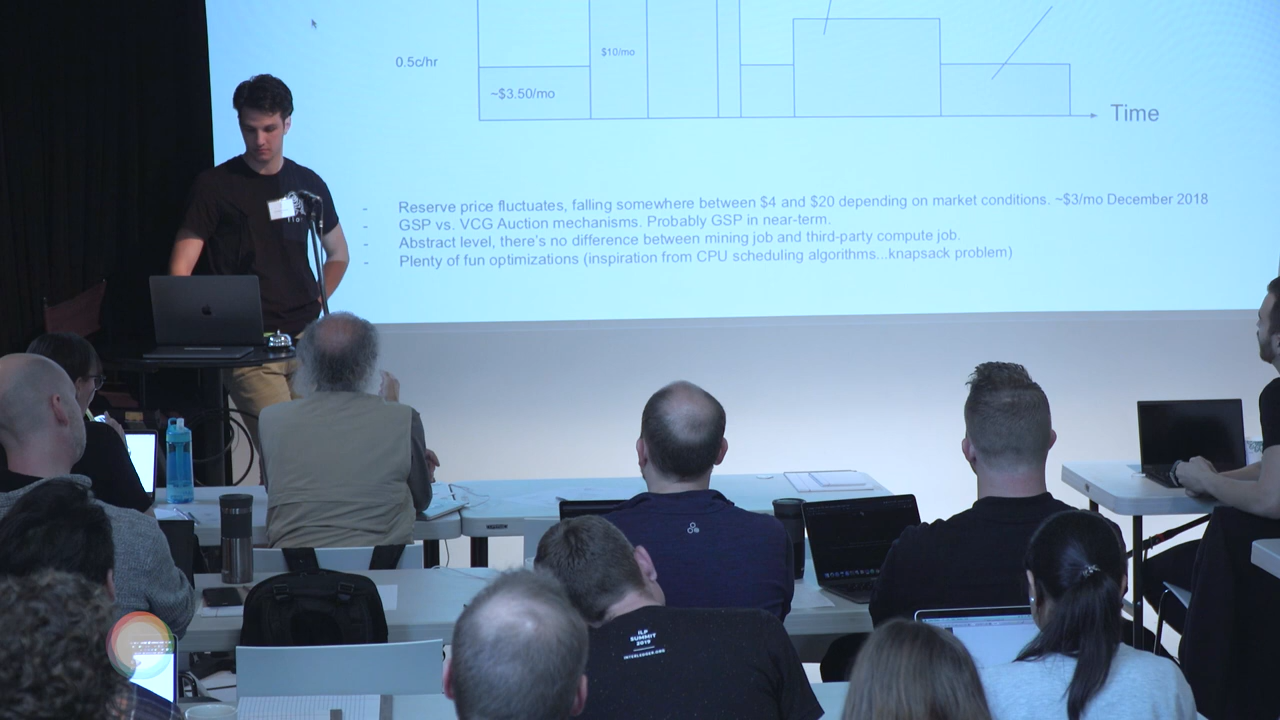 $10/mo
0.5c/hr
~$3.50/mo
Time
- Reserve price fluctuates, falling somewhere between $4 and $20 depending on market conditions. ~$3/mo December 2018
- GSP vs. VCG Auction mechanisms. Probably GSP in near-term.
- Abstract level, there's no difference between mining job and third-party compute job.
- Plenty of fun optimizations (inspiration from CPU scheduling algorithms...knapsack problem)
ILP
SUMMIT
2019
INTERLEDGER.ORG